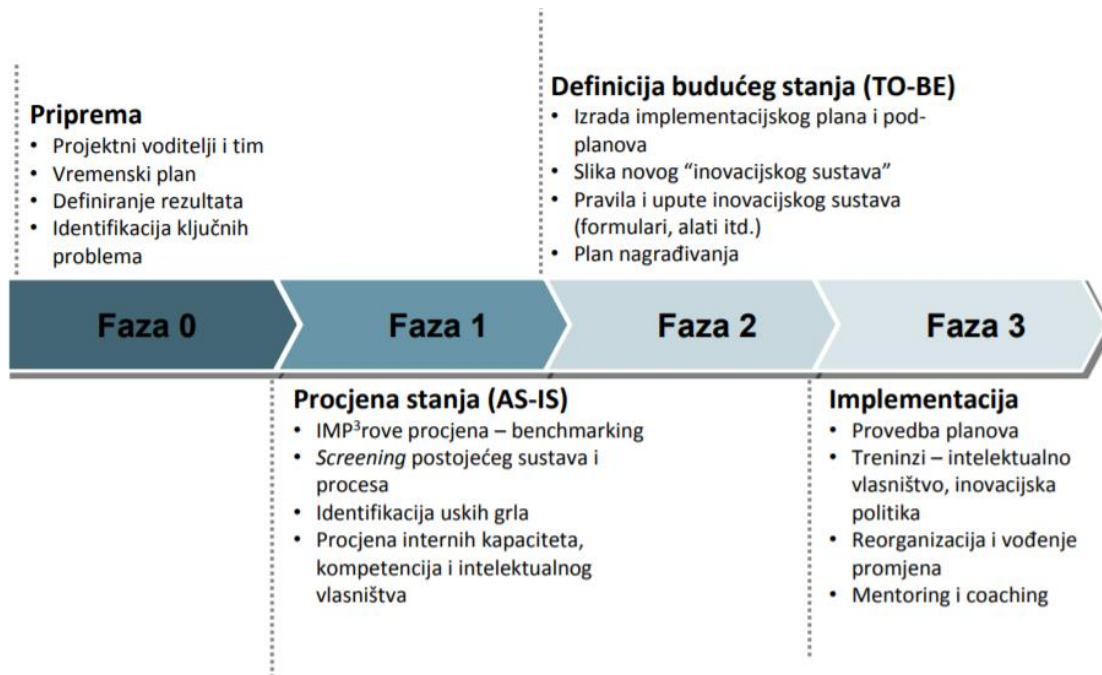 Priprema
• Projektni voditelji i tim
• Vremenski plan
• Definiranje rezultata
• Identifikacija ključnih
problema
Definicija budućeg stanja (TO-BE)
• Izrada implementacijskog plana i pod-
planova
• Slika novog “inovacijskog sustava”
• Pravila i upute inovacijskog sustava
(formulari, alati itd.)
• Plan nagrađivanja
Faza 0
Faza 1
Faza 2
Faza 3
Procjena stanja (AS-IS)
• IMP³rove procjena – benchmarking
• Screening postojećeg sustava i
procesa
• Identifikacija uskih grla
• Procjena internih kapaciteta,
kompetencija i intelektualnog
vlasništva
Implementacija
• Provedba planova
• Treninzi – intelektualno
vlasništvo, inovacijska
politika
• Reorganizacija i vođenje
promjena
• Mentoring i coaching